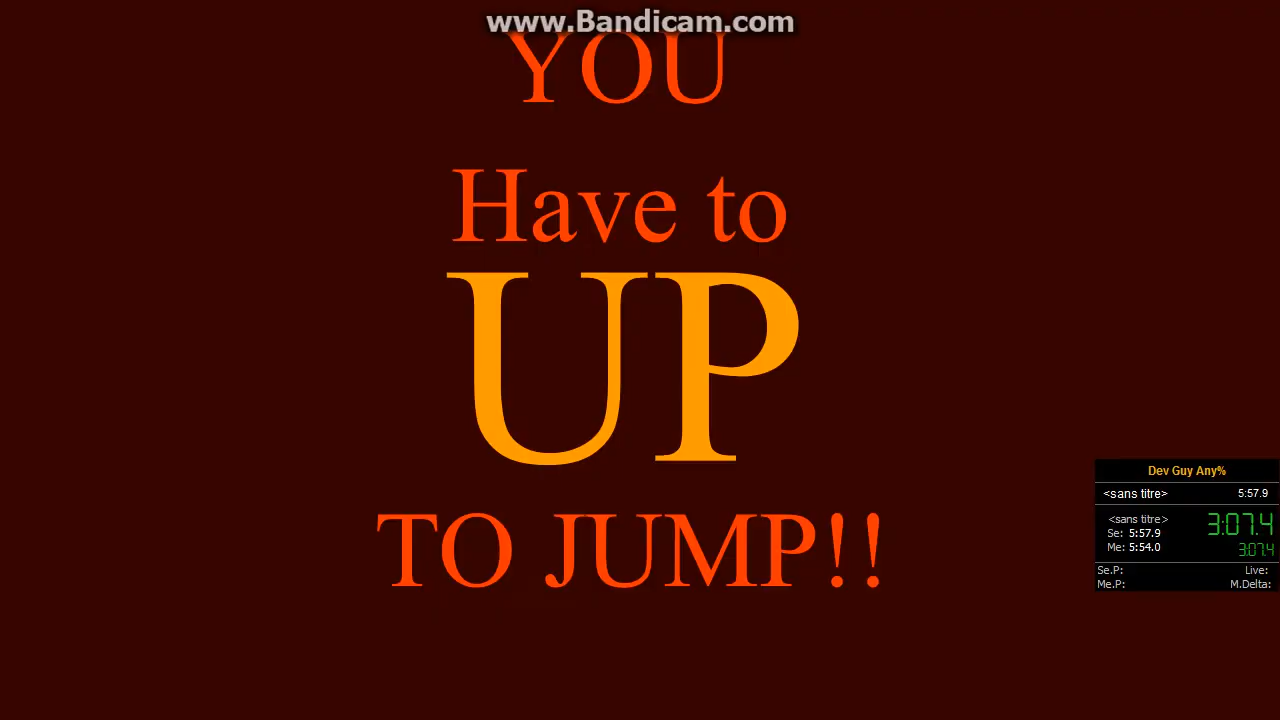 www.Bandicam.com
YOU
Have to
UP
TO JUMP!!
Dev Guy Any%
<sans titre> 5:57.9
<sans titre> 3:07.4
Se: 5:57.9
Me: 5:54.0 3:07.4
Se.P: Live:
Me.P: M.Delta: